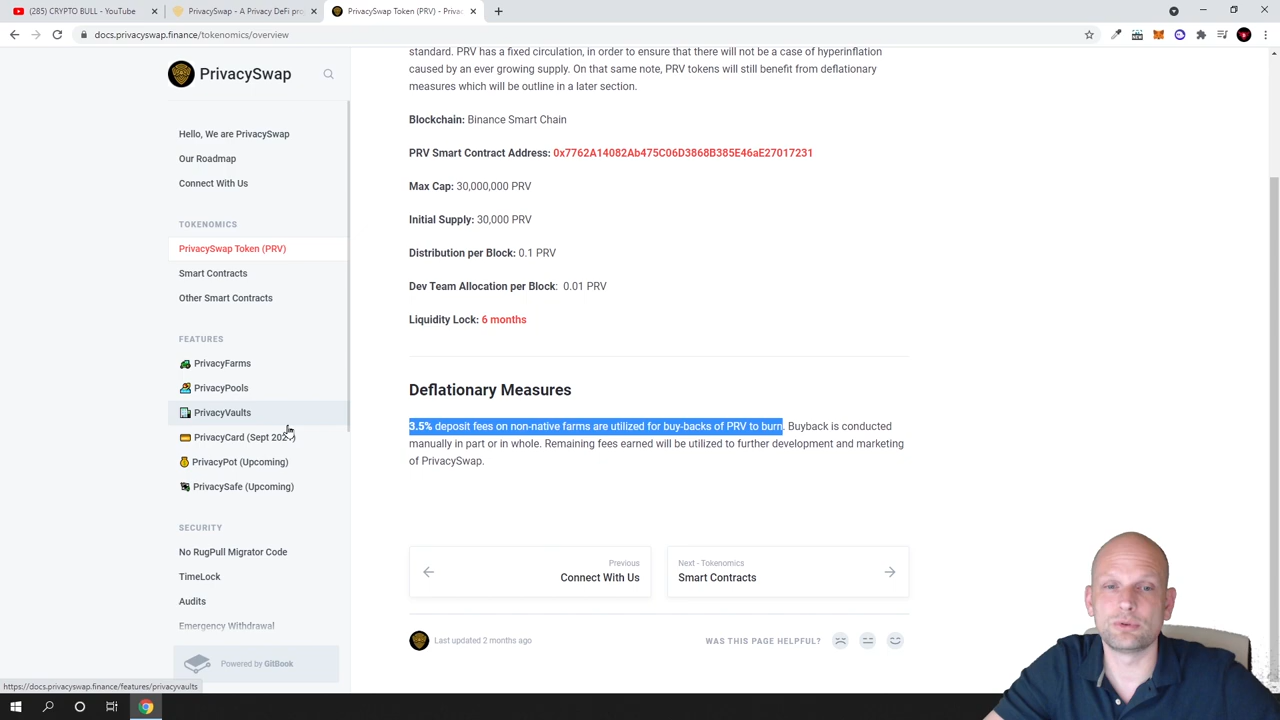 (285) CRYPTO BULL - YouTube
PrivacySwap - A Privacy DeFi pro
PrivacySwap Token (PRV) - Priva
docs.privacyswap.finance/tokenomics/overview
PrivacySwap
Hello, We are PrivacySwap
Our Roadmap
Connect With Us
TOKENOMICS
PrivacySwap Token (PRV)
Smart Contracts
Other Smart Contracts
FEATURES
PrivacyFarms
PrivacyPools
PrivacyVaults
PrivacyCard (Sept 202
PrivacyPot (Upcoming)
PrivacySafe (Upcoming)
SECURITY
No RugPull Migrator Code
TimeLock
Audits
Emergency Withdrawal
Powered by GitBook
https://docs.privacyswap.finance/features/privacyvaults
standard. PRV has a fixed circulation, in order to ensure that there will not be a case of hyperinflation
caused by an ever growing supply. On that same note, PRV tokens will still benefit from deflationary
measures which will be outline in a later section.
Blockchain: Binance Smart Chain
PRV Smart Contract Address: 0x7762A14082Ab475C06D3868B385E46aE27017231
Max Cap: 30,000,000 PRV
Initial Supply: 30,000 PRV
Distribution per Block: 0.1 PRV
Dev Team Allocation per Block: 0.01 PRV
Liquidity Lock: 6 months
Deflationary Measures
3.5% deposit fees on non-native farms are utilized for buy-backs of PRV to burn. Buyback is conducted
manually in part or in whole. Remaining fees earned will be utilized to further development and marketing
of PrivacySwap.
Previous
Connect With Us
Next - Tokenomics
Smart Contracts
Last updated 2 months ago
WAS THIS PAGE HELPFUL?